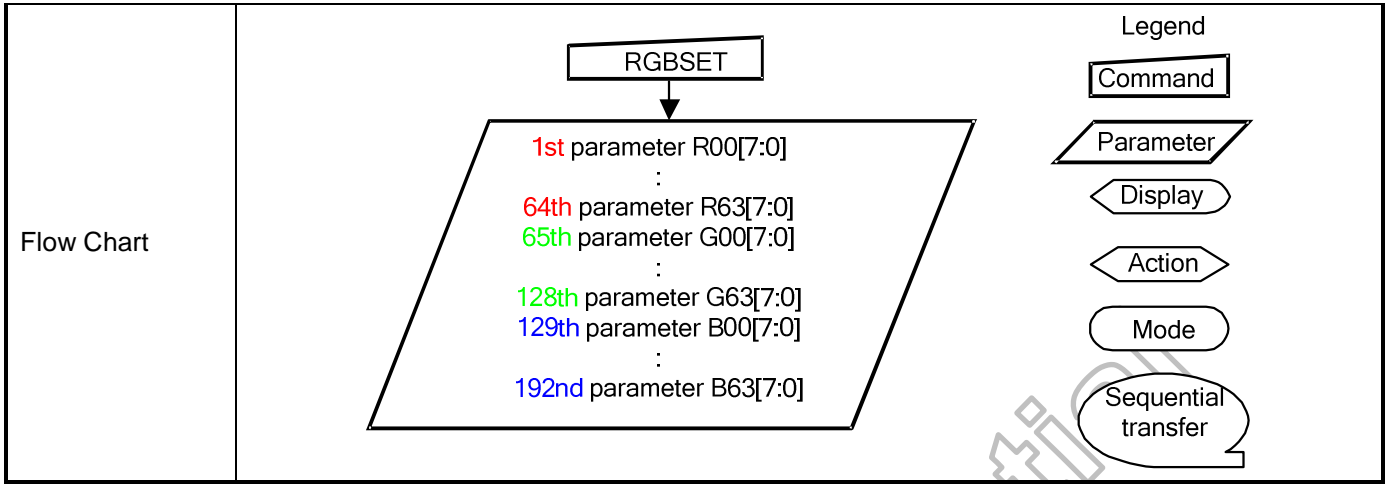 Flow Chart
RGBSET
1st parameter R00[7:0]
:
64th parameter R63[7:0]
65th parameter G00[7:0]
:
128th parameter G63[7:0]
129th parameter B00[7:0]
:
192nd parameter B63[7:0]
Legend
Command
Parameter
Display
Action
Mode
Sequential
transfer